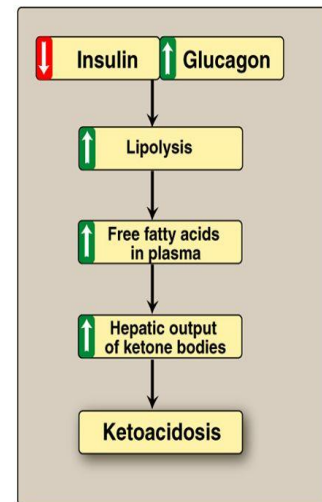 Insulin Glucagon
Lipolysis
Free fatty acids
in plasma
Hepatic output
of ketone bodies
Ketoacidosis